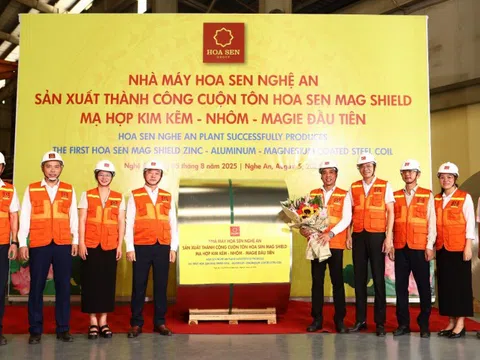 HOA SEN
GROUP
NHÀ MÁY HOA SEN NGHỆ AN
SẢN XUẤT THÀNH CÔNG CUỘN TÔN HOA SEN MAG SHIELD
MẠ HỢP KIM KẼM - NHÔM - MAGIE ĐẦU TIÊN
HOA SEN NGHE AN PLANT SUCCESSFULLY PRODUCES
THE FIRST HOA SEN MAG SHIELD ZINC - ALUMINUM - MAGNESIUM COATED STEEL COIL
8 năm 2025 | Nghe An, August 5,
NHÀ MÁY HOA SEN NGHỆ AN
SẢN XUẤT THÀNH CÔNG CUỘN TÔN HOA SEN MAG SHIELD
MẠ HỢP KIM KẼM - NHÔM - MAGIE ĐẦU TIÊN